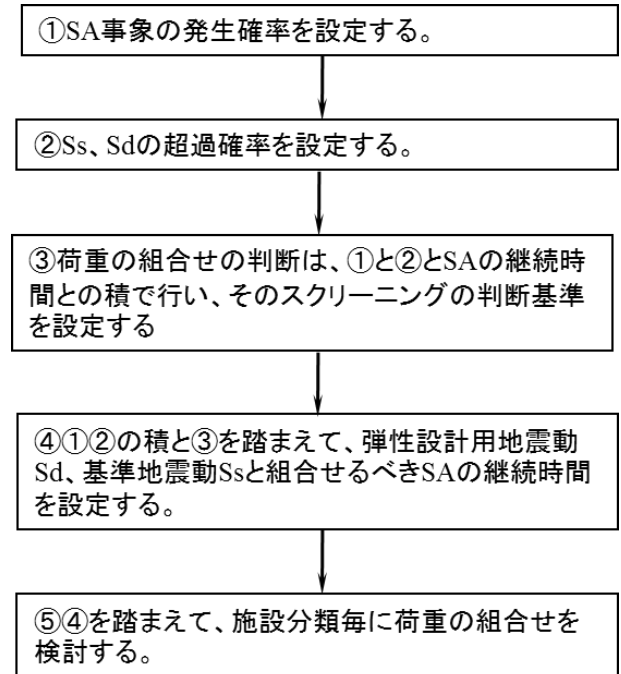 ①SA事象の発生確率を設定する。
②Ss、Sdの超過確率を設定する。
③荷重の組合せの判断は、①と②とSAの継続時
間との積で行い、そのスクリーニングの判断基準
を設定する
④①②の積と③を踏まえて、弾性設計用地震動
Sd、基準地震動Ssと組合せるべきSAの継続時間
を設定する。
⑤④を踏まえて、施設分類毎に荷重の組合せを
検討する。